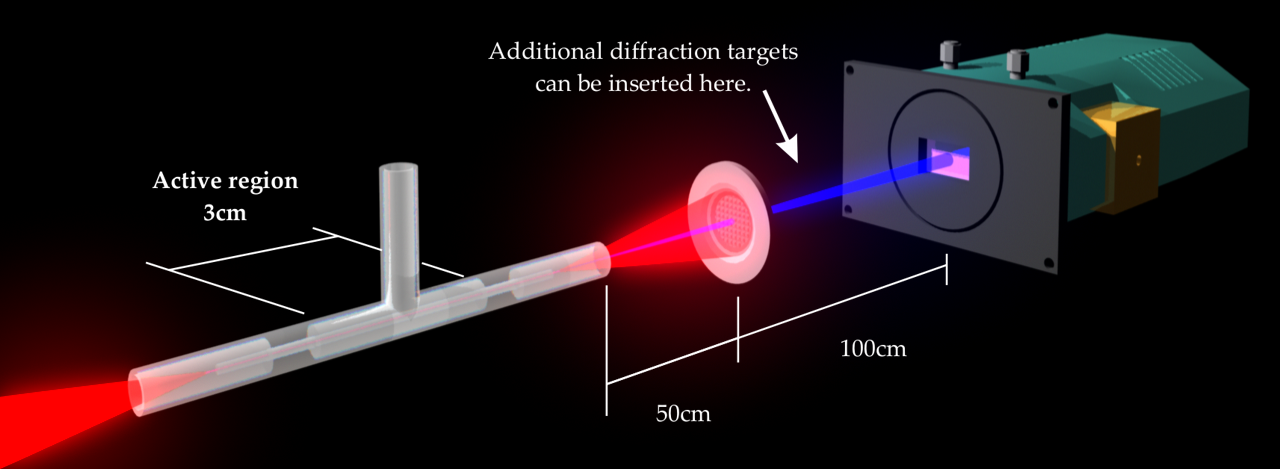 Additional diffraction targets
can be inserted here.
Active region
3cm
100cm
50cm